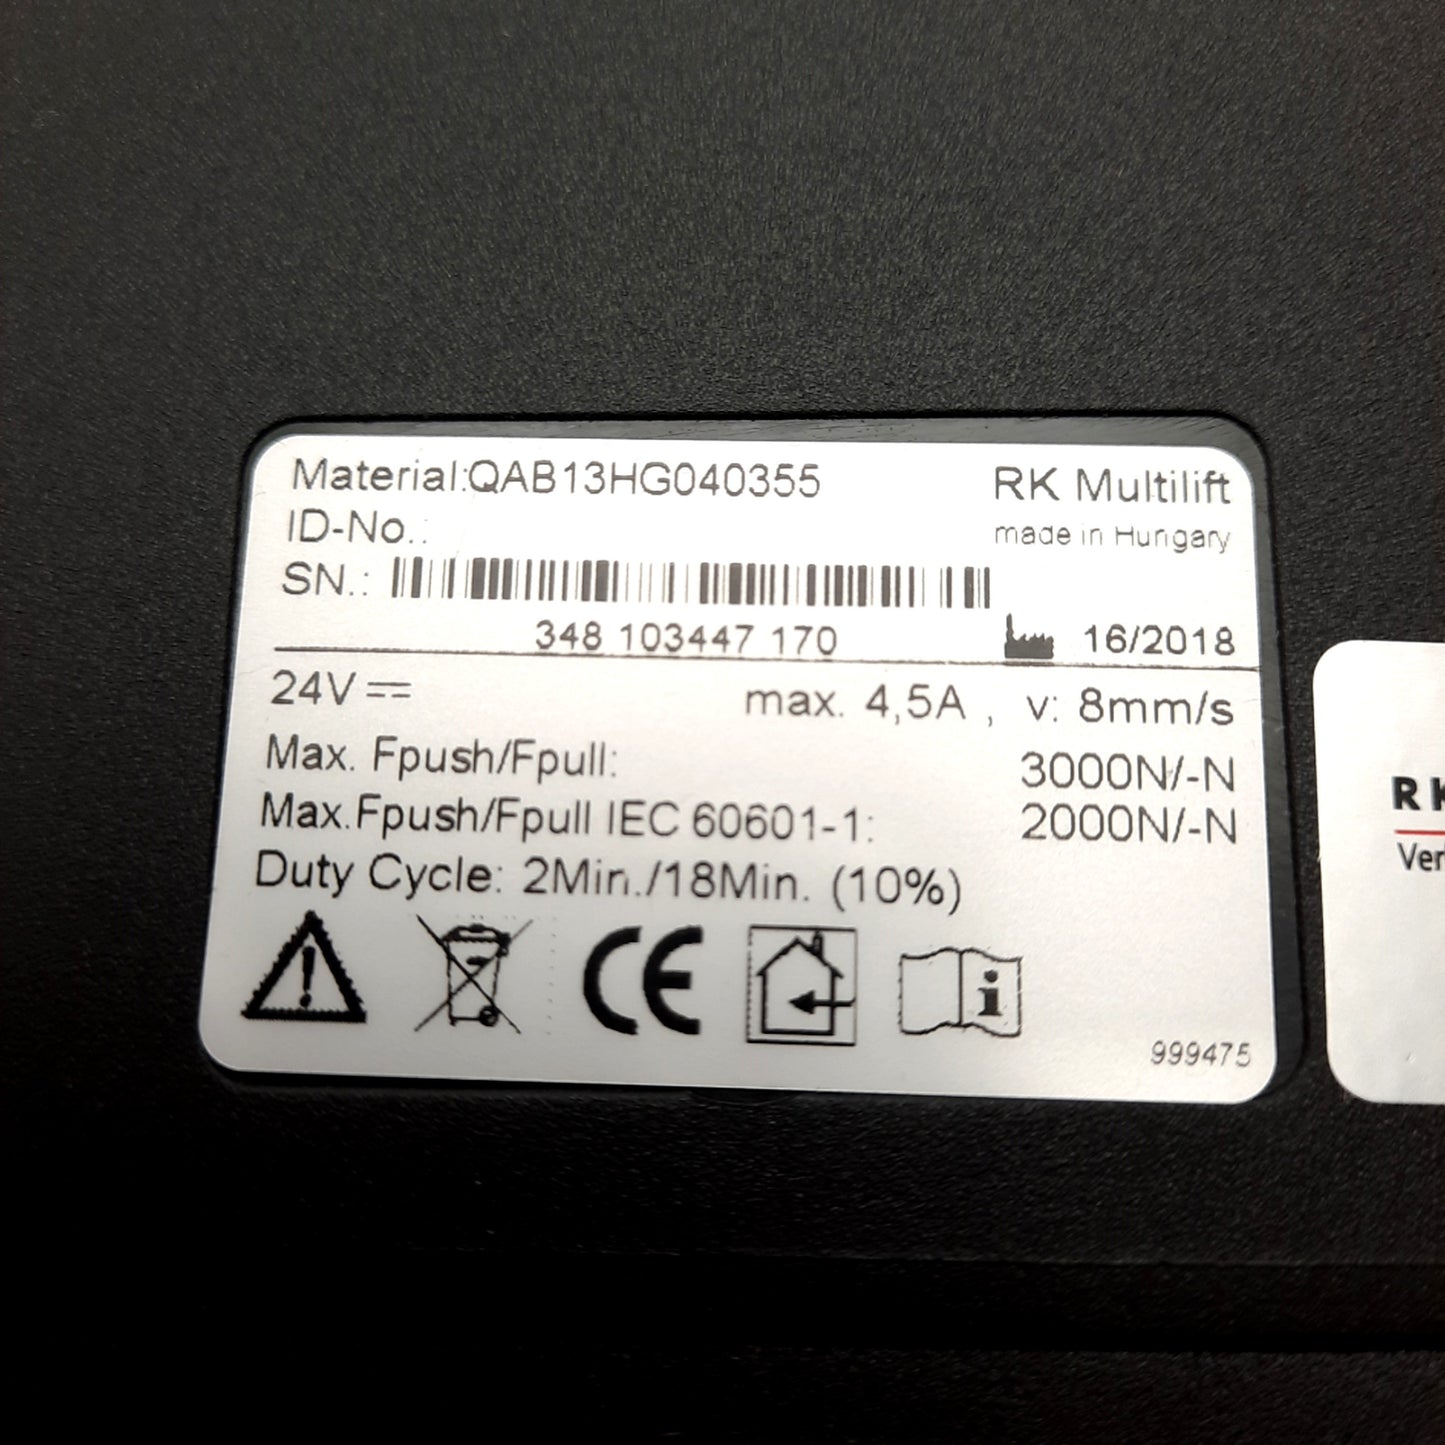 Material:QAB13HG040355
RK Multilift
ID-No.:
made in Hungary
SN.:
348 103447 170
16/2018
24V
max. 4,5A , v: 8mm/s
Max. Fpush/Fpull: 3000N/-N
Max.Fpush/Fpull IEC 60601-1: 2000N/-N
Duty Cycle: 2Min./18Min. (10%)
CE
i
999475
RK
Ver